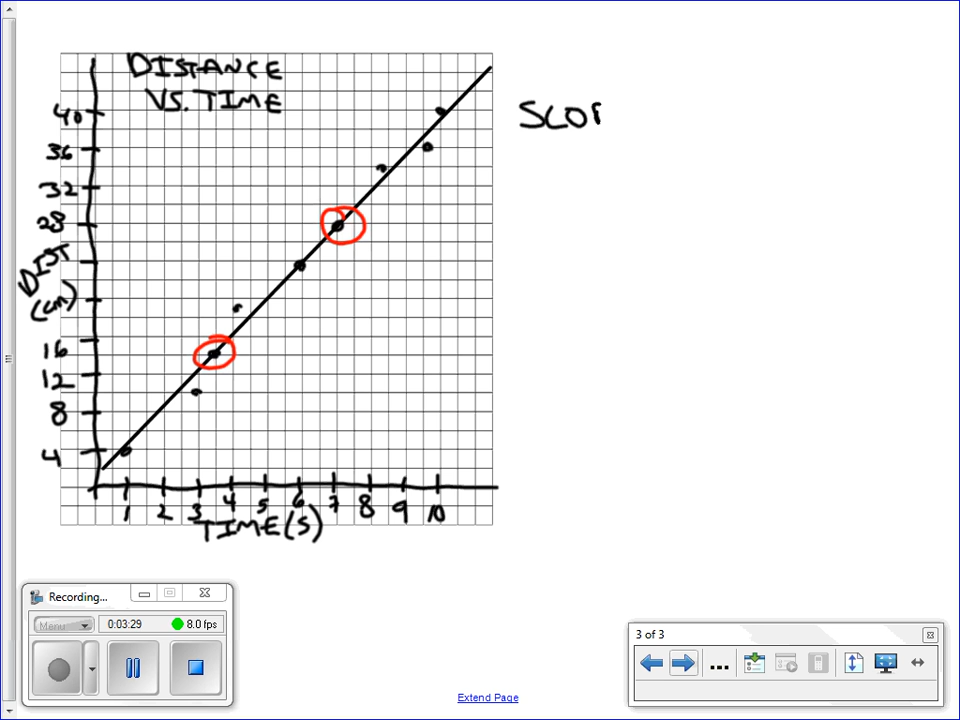 DISTANCE
VS. TIME
SLOP
40
36
32
28
DIST
(cm)
16
12
8
4
1 2 3 4 5 6 7 8 9 10
TIME(S)
Recording...
Menu
0:03:29
8.0 fps
3 of 3
Extend Page